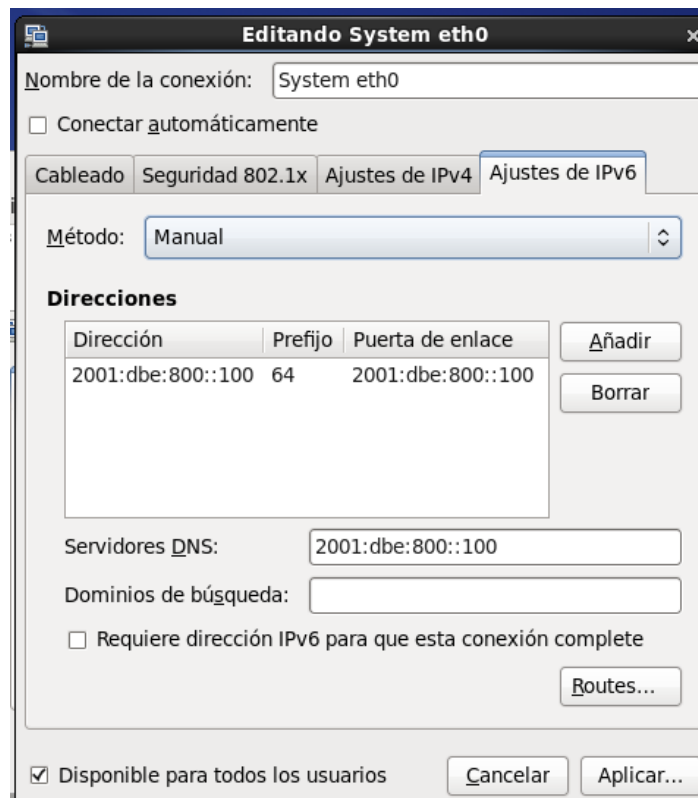 Editando System eth0
Nombre de la conexión: System eth0
Conectar automáticamente
Cableado Seguridad 802.1x Ajustes de IPv4 Ajustes de IPv6
Método: Manual
Direcciones
Dirección Prefijo Puerta de enlace Añadir
2001:dbe:800::100 64 2001:dbe:800::100
Borrar
Servidores DNS: 2001:dbe:800::100
Dominios de búsqueda:
Requiere dirección IPv6 para que esta conexión complete
Routes...
Disponible para todos los usuarios Cancelar Aplicar...